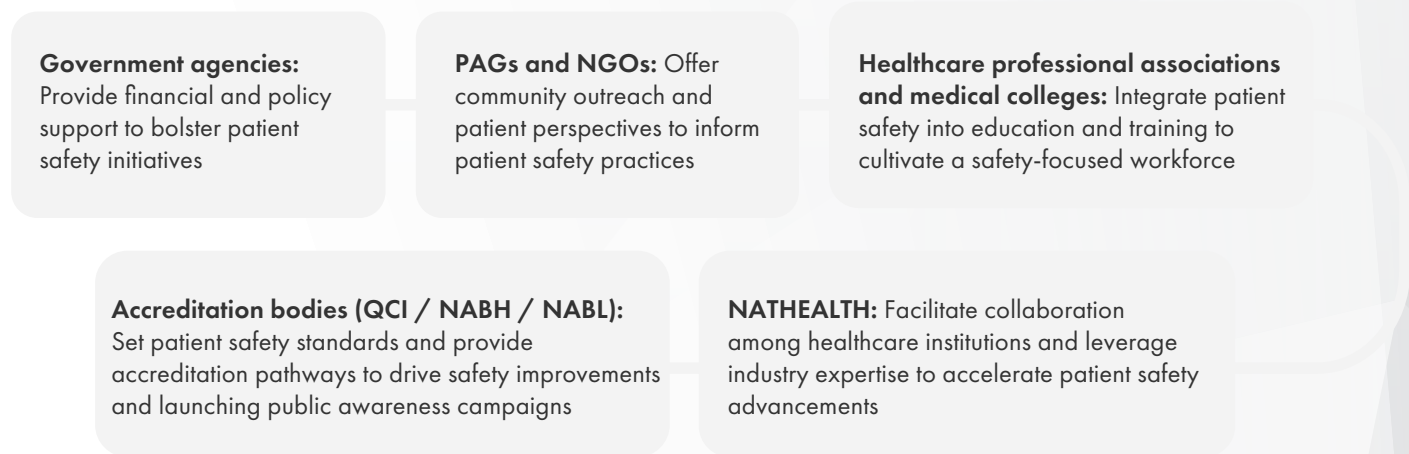 Government agencies:
Provide financial and policy
support to bolster patient
safety initiatives
PAGs and NGOs: Offer
community outreach and
patient perspectives to inform
patient safety practices
Healthcare professional associations
and medical colleges: Integrate patient
safety into education and training to
cultivate a safety-focused workforce
Accreditation bodies (QCI / NABH / NABL):
Set patient safety standards and provide
accreditation pathways to drive safety improvements
and launching public awareness campaigns
NATHEALTH: Facilitate collaboration
among healthcare institutions and leverage
industry expertise to accelerate patient safety
advancements